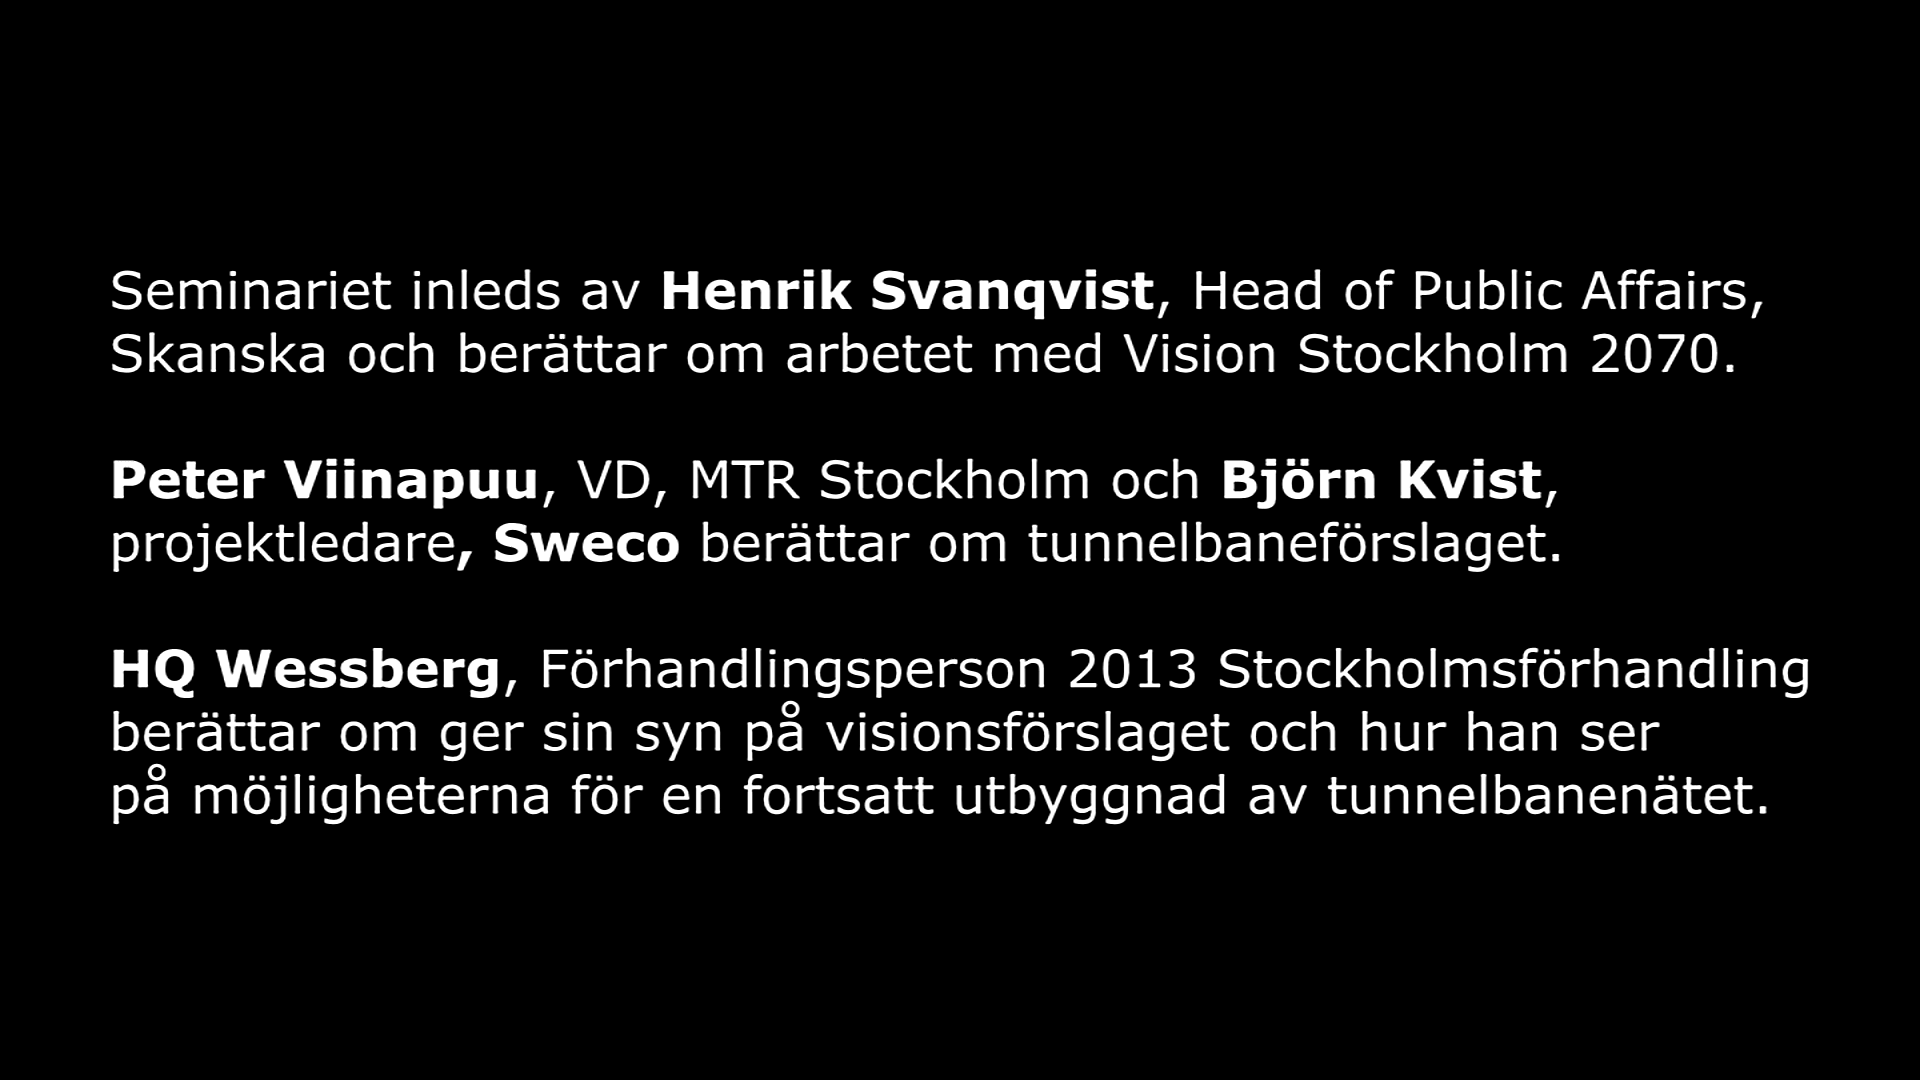 Seminariet inleds av Henrik Svanqvist, Head of Public Affairs,
Skanska och berättar om arbetet med Vision Stockholm 2070.
Peter Viinapuu, VD, MTR Stockholm och Björn Kvist,
projektledare, Sweco berättar om tunnelbaneförslaget.
HQ Wessberg, Förhandlingsperson 2013 Stockholmsförhandling
berättar om ger sin syn på visionsförslaget och hur han ser
på möjligheterna för en fortsatt utbyggnad av tunnelbanenätet.